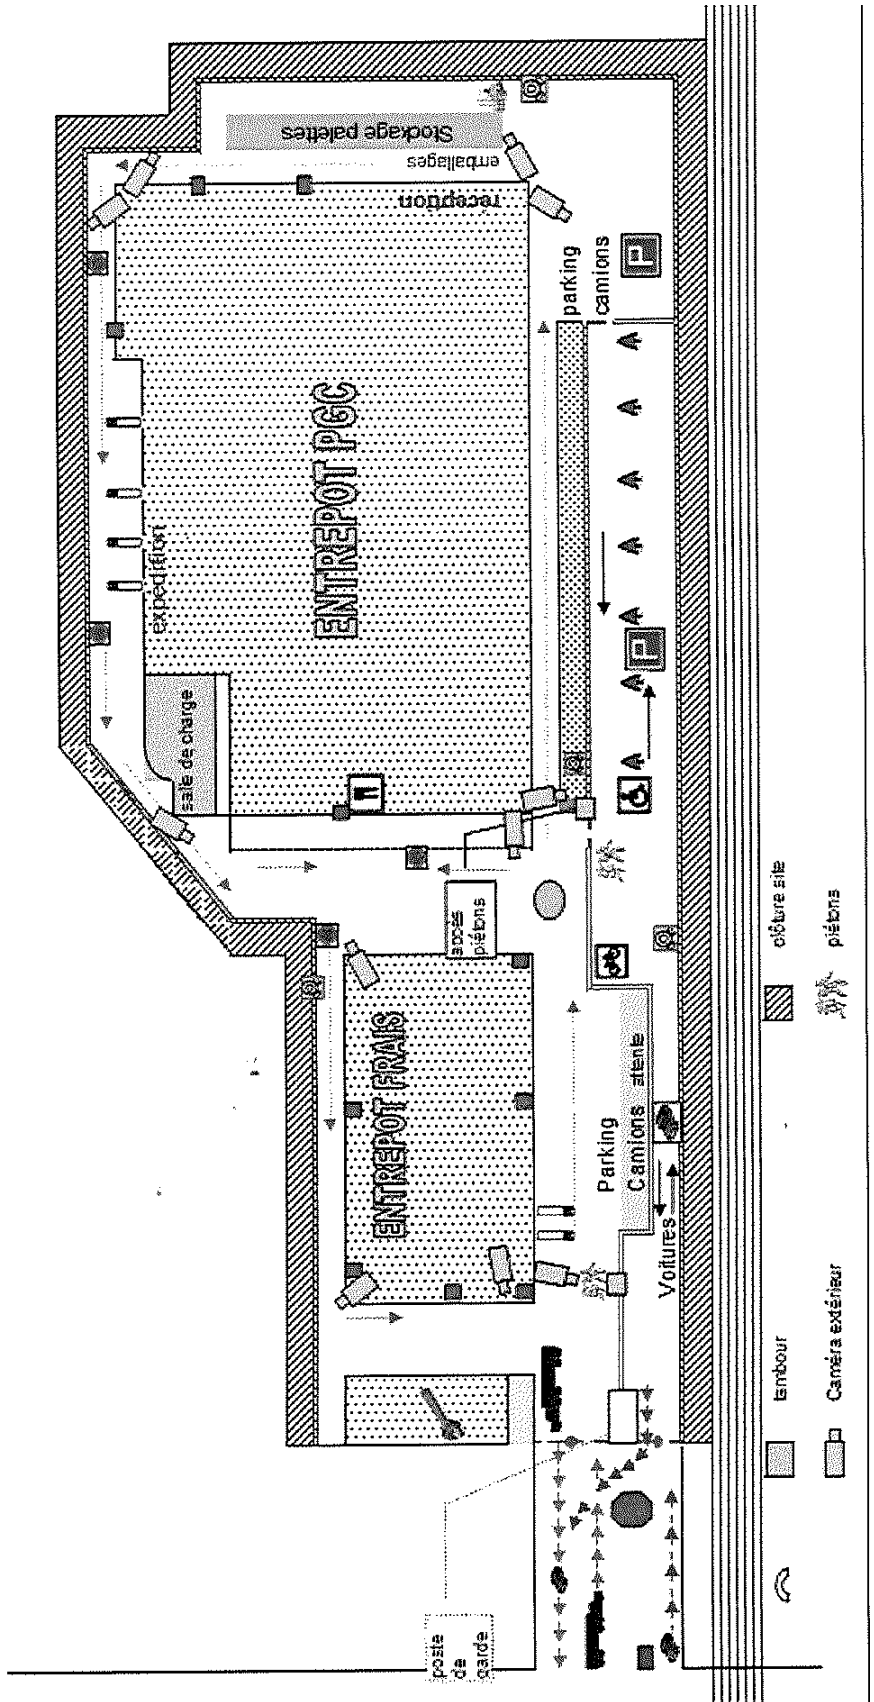 Stockage palettes
emballages
réception
parking
camions
P
ENTREPOT PGC
expédition
salle de charge
P
accès
piétons
ENTREPOT FRAIS
Parking
Camions attente
Voitures
poste
de
garde
clôture site
piétons
tambour
Caméra extérieur